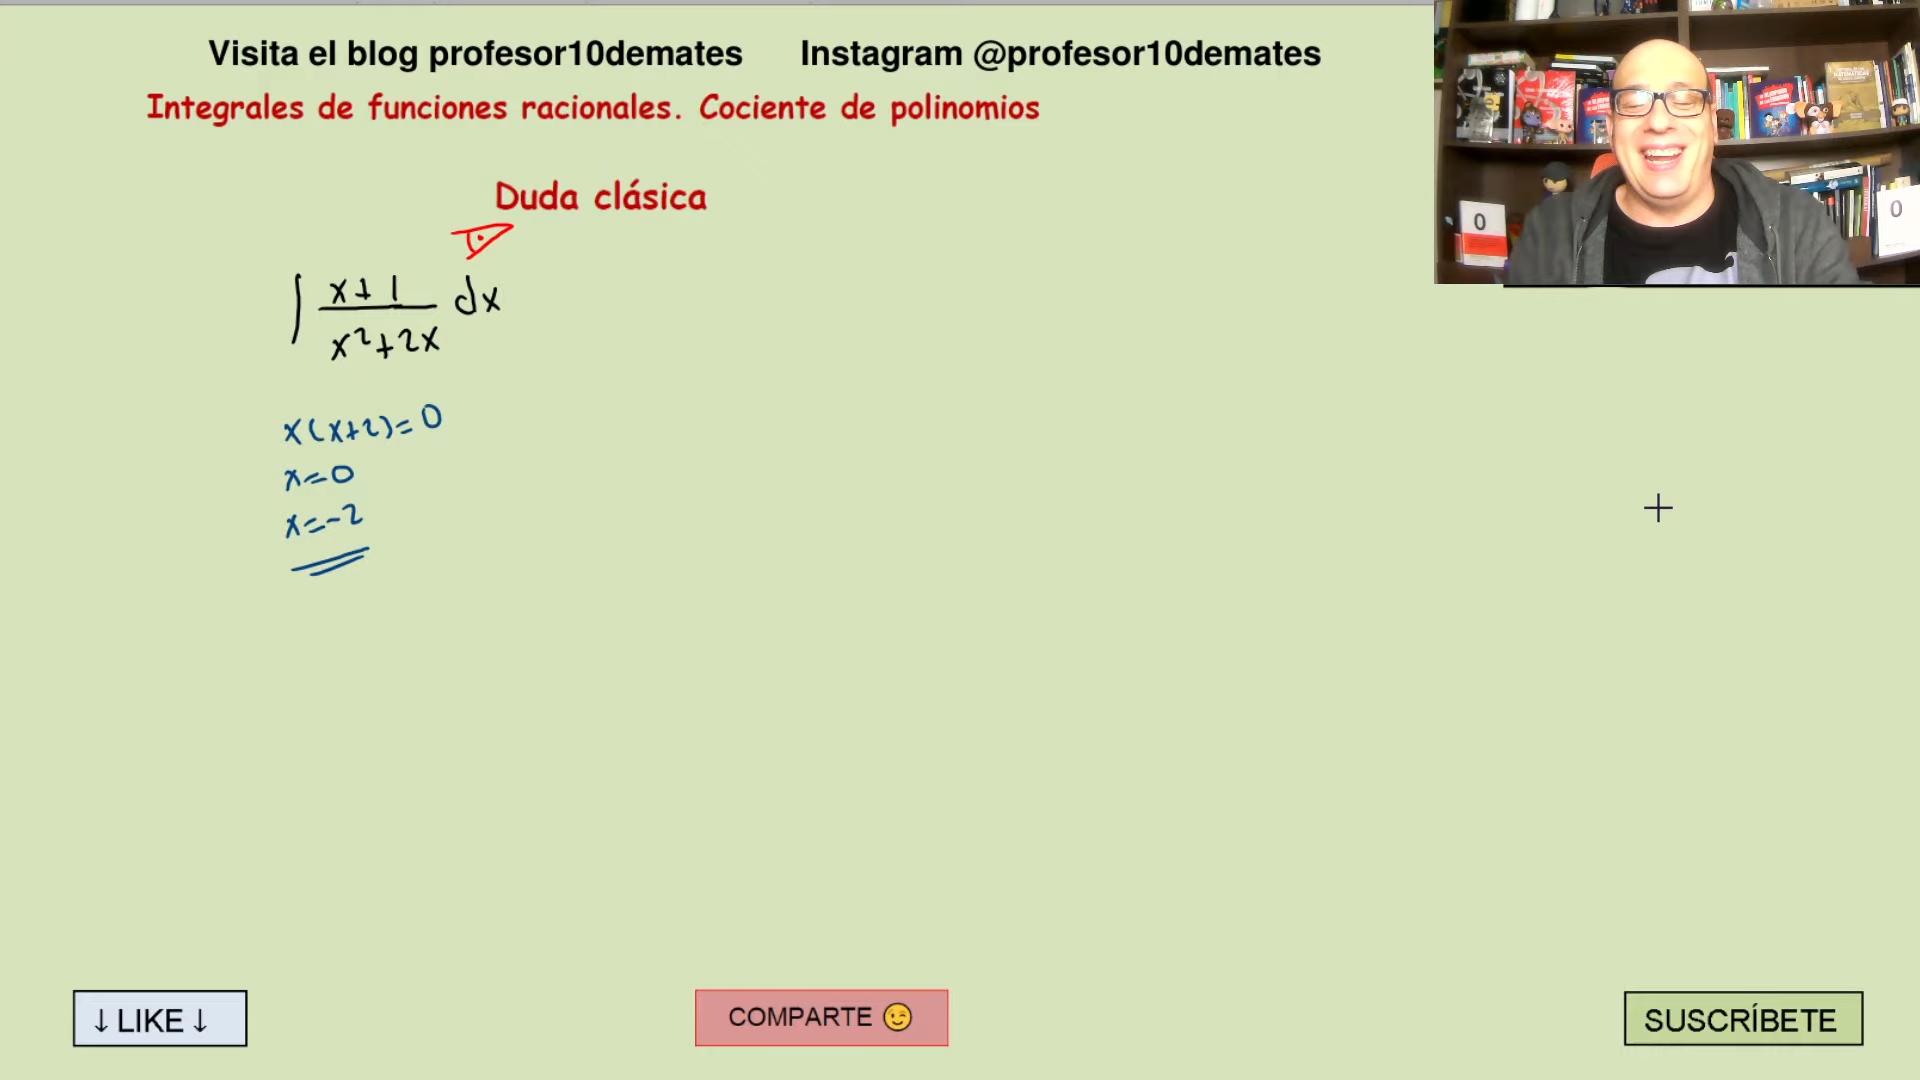 Visita el blog profesor10demates Instagram @profesor10demates
Integrales de funciones racionales. Cociente de polinomios
Duda clásica
∫ x+1 / x²+2x dx
x(x+2)=0
x=0
x=-2
0
0
↓ LIKE ↓
COMPARTE 😉
SUSCRÍBETE